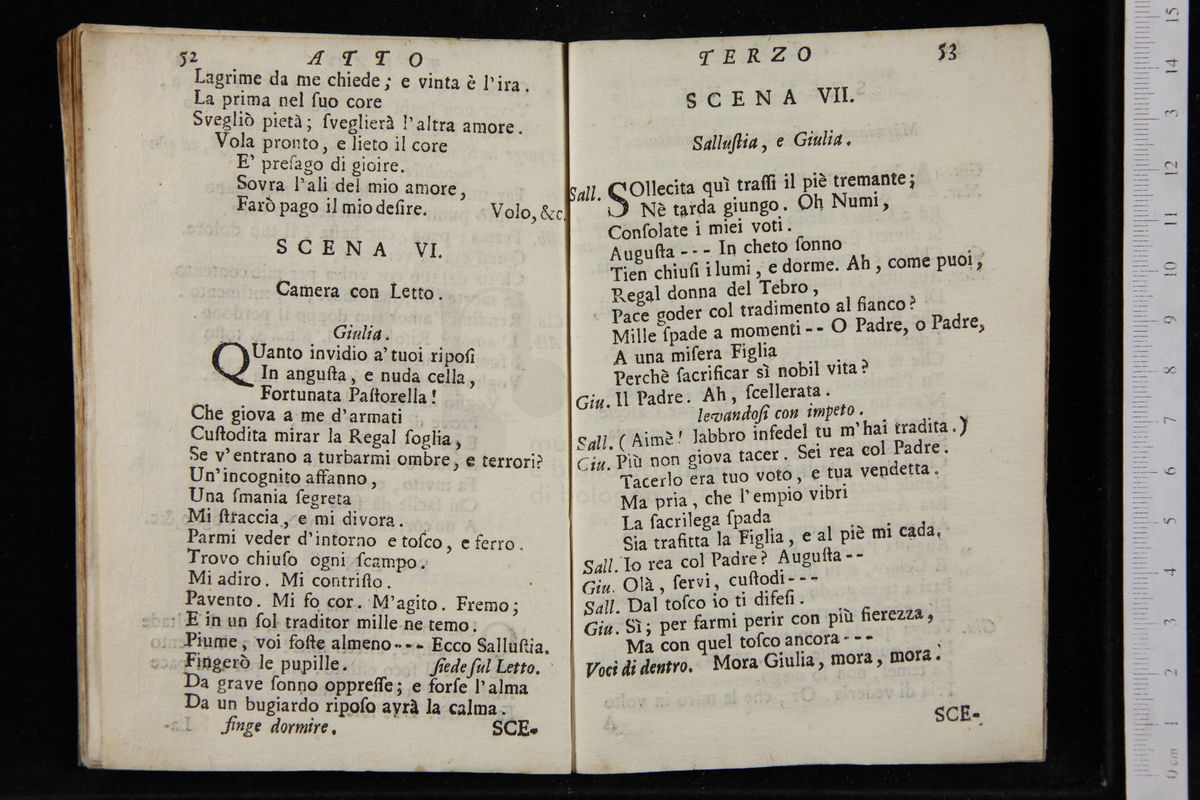 52 ATTO
Lagrime da me chiede; e vinta è l'ira.
La prima nel ſuo core
Svegliò pietà; ſveglierà l'altra amore.
Vola pronto, e lieto il core
E' preſago di gioire.
Sovra l'ali del mio amore,
Farò pago il mio deſire. Volo, &c.
SCENA VI.
Camera con Letto.
Giulia.
QUanto invidio a' tuoi ripoſi
In anguſta, e nuda cella,
Fortunata Paſtorella!
Che giova a me d'armati
Cuſtodita mirar la Regal ſoglia,
Se v'entrano a turbarmi ombre, e terrori?
Un'incognito affanno,
Una ſmania ſegreta
Mi ſtraccia, e mi divora.
Parmi veder d'intorno e toſco, e ferro.
Trovo chiuſo ogni ſcampo.
Mi adiro. Mi contriſto.
Pavento. Mi fo cor. M'agito. Fremo;
E in un ſol traditor mille ne temo.
Piume, voi foſte almeno--- Ecco Salluſtia.
Fingerò le pupille. ſiede ſul Letto.
Da grave ſonno oppreſſe; e forſe l'alma
Da un bugiardo ripoſo avrà la calma.
finge dormire. SCE-
TERZO 53
SCENA VII.
Salluſtia, e Giulia.
Sall. SOllecita quì traſſi il piè tremante;
Nè tarda giungo. Oh Numi,
Conſolate i miei voti.
Auguſta --- In cheto ſonno
Tien chiuſi i lumi, e dorme. Ah, come puoi,
Regal donna del Tebro,
Pace goder col tradimento al fianco?
Mille ſpade a momenti -- O Padre, o Padre,
A una miſera Figlia
Perchè ſacrificar sì nobil vita?
Giu. Il Padre. Ah, ſcellerata.
levandoſi con impeto.
Sall. (Aimè! labbro infedel tu m'hai tradita.)
Giu. Più non giova tacer. Sei rea col Padre.
Tacerlo era tuo voto, e tua vendetta.
Ma pria, che l'empio vibri
La ſacrilega ſpada
Sia trafitta la Figlia, e al piè mi cada.
Sall. Io rea col Padre? Auguſta --
Giu. Olà, ſervi, cuſtodi---
Sall. Dal toſco io ti difeſi.
Giu. Sì; per farmi perir con più fierezza,
Ma con quel toſco ancora ---
Voci di dentro. Mora Giulia, mora, mora.
SCE-